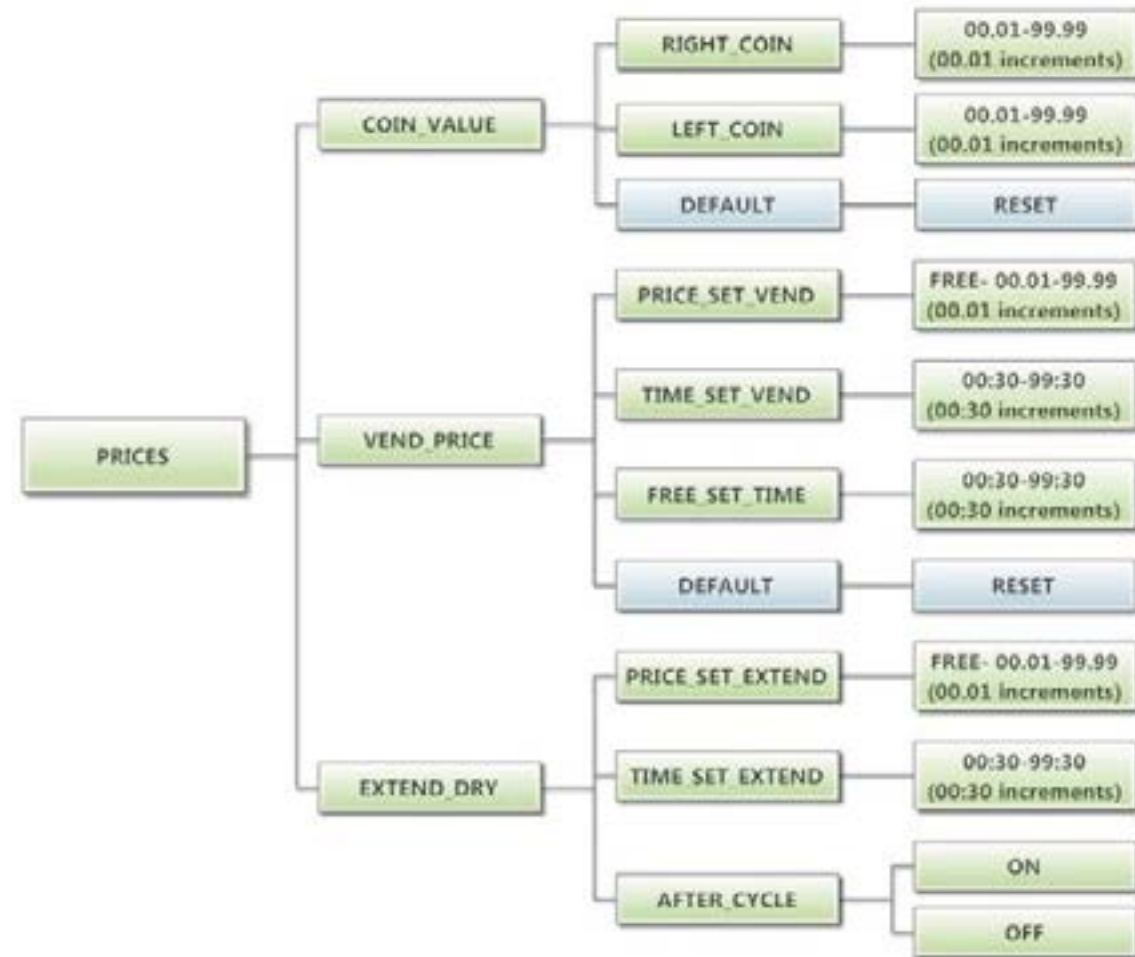 PRICES
COIN_VALUE
RIGHT_COIN
00.01-99.99
(00.01 increments)
LEFT_COIN
00.01-99.99
(00.01 increments)
DEFAULT
RESET
VEND_PRICE
PRICE_SET_VEND
FREE- 00.01-99.99
(00.01 increments)
TIME_SET_VEND
00:30-99:30
(00:30 increments)
FREE_SET_TIME
00:30-99:30
(00:30 increments)
DEFAULT
RESET
EXTEND_DRY
PRICE_SET_EXTEND
FREE- 00.01-99.99
(00.01 increments)
TIME_SET_EXTEND
00:30-99:30
(00:30 increments)
AFTER_CYCLE
ON
OFF